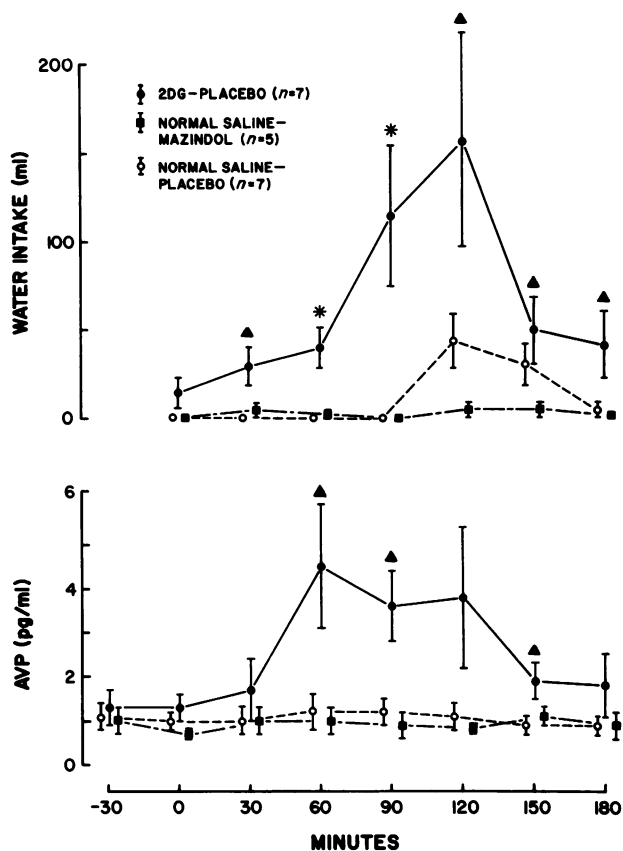 200
100
0
WATER INTAKE (ml)
2DG–PLACEBO (n=7)
NORMAL SALINE–
MAZINDOL (n=5)
NORMAL SALINE–
PLACEBO (n=7)
*
*
6
4
2
0
AVP (pg/ml)
-30 0 30 60 90 120 150 180
MINUTES